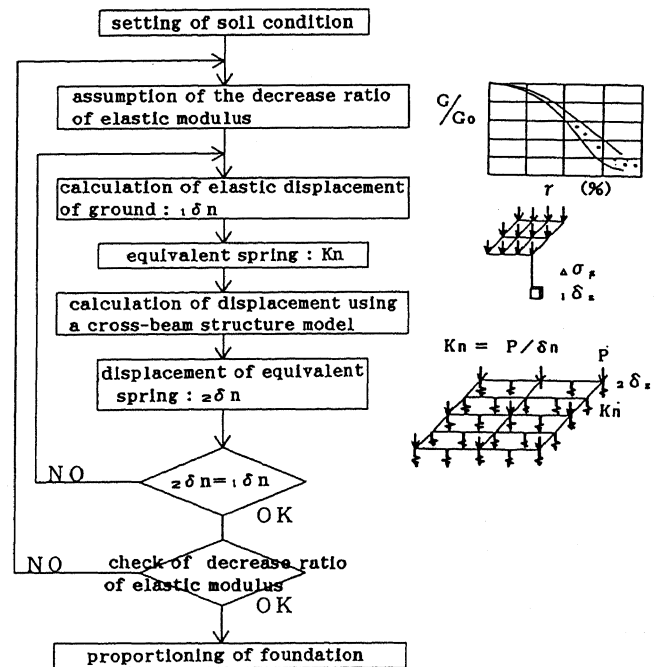 setting of soil condition
assumption of the decrease ratio
of elastic modulus
calculation of elastic displacement
of ground : ₁δn
equivalent spring : Kn
calculation of displacement using
a cross-beam structure model
displacement of equivalent
spring : ₂δn
NO
₂δn=₁δn
OK
NO
check of decrease ratio
of elastic modulus
OK
proportioning of foundation
G/Go
r (%)
₁δz
Kn = P/δn
P
₂δz
Kn